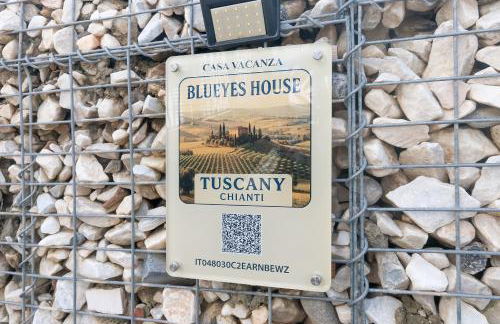 CASA VACANZA
BLUEYES HOUSE
TUSCANY
CHIANTI
IT048030C2EARNBEWZ